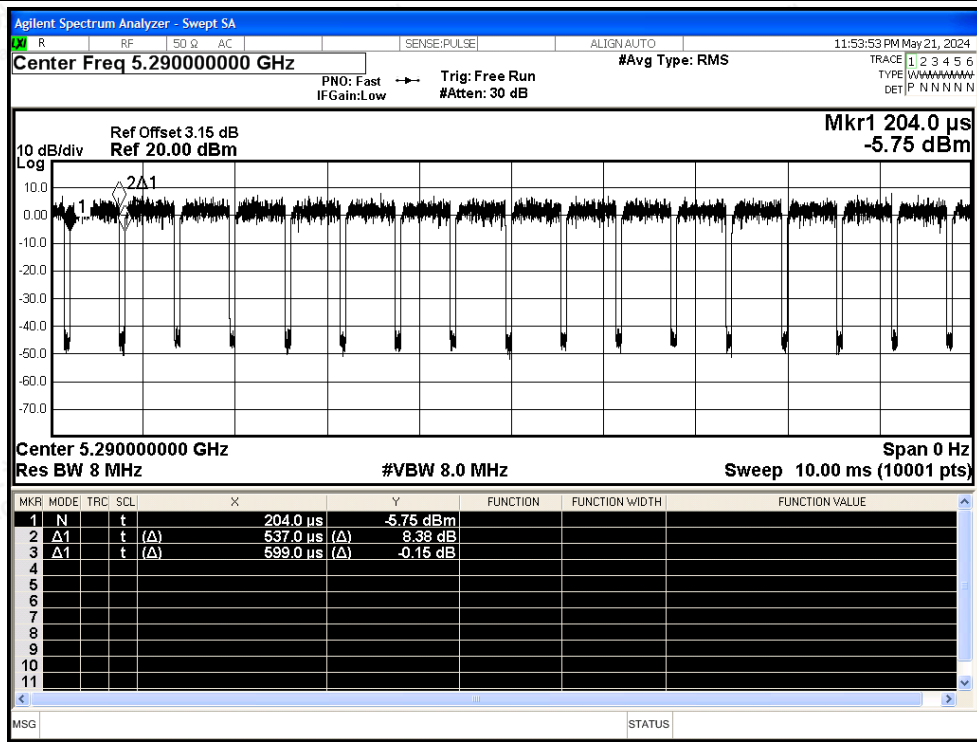 Agilent Spectrum Analyzer - Swept SA
LXI R RF 50 Ω AC SENSE:PULSE ALIGN AUTO 11:53:53 PM May 21, 2024
Center Freq 5.290000000 GHz #Avg Type: RMS TRACE 1 2 3 4 5 6
PNO: Fast Trig: Free Run TYPE WWWWWW
IFGain:Low #Atten: 30 dB DET P N N N N N
Mkr1 204.0 µs
Ref Offset 3.15 dB
10 dB/div Ref 20.00 dBm -5.75 dBm
Log
10.0
2Δ1
1
0.00
-10.0
-20.0
-30.0
-40.0
-50.0
-60.0
-70.0
Center 5.290000000 GHz Span 0 Hz
Res BW 8 MHz #VBW 8.0 MHz Sweep 10.00 ms (10001 pts)
MKR MODE TRC SCL X Y FUNCTION FUNCTION WIDTH FUNCTION VALUE
1 N t 204.0 µs -5.75 dBm
2 Δ1 t (Δ) 537.0 µs (Δ) 8.38 dB
3 Δ1 t (Δ) 599.0 µs (Δ) -0.15 dB
4
5
6
7
8
9
10
11
MSG STATUS